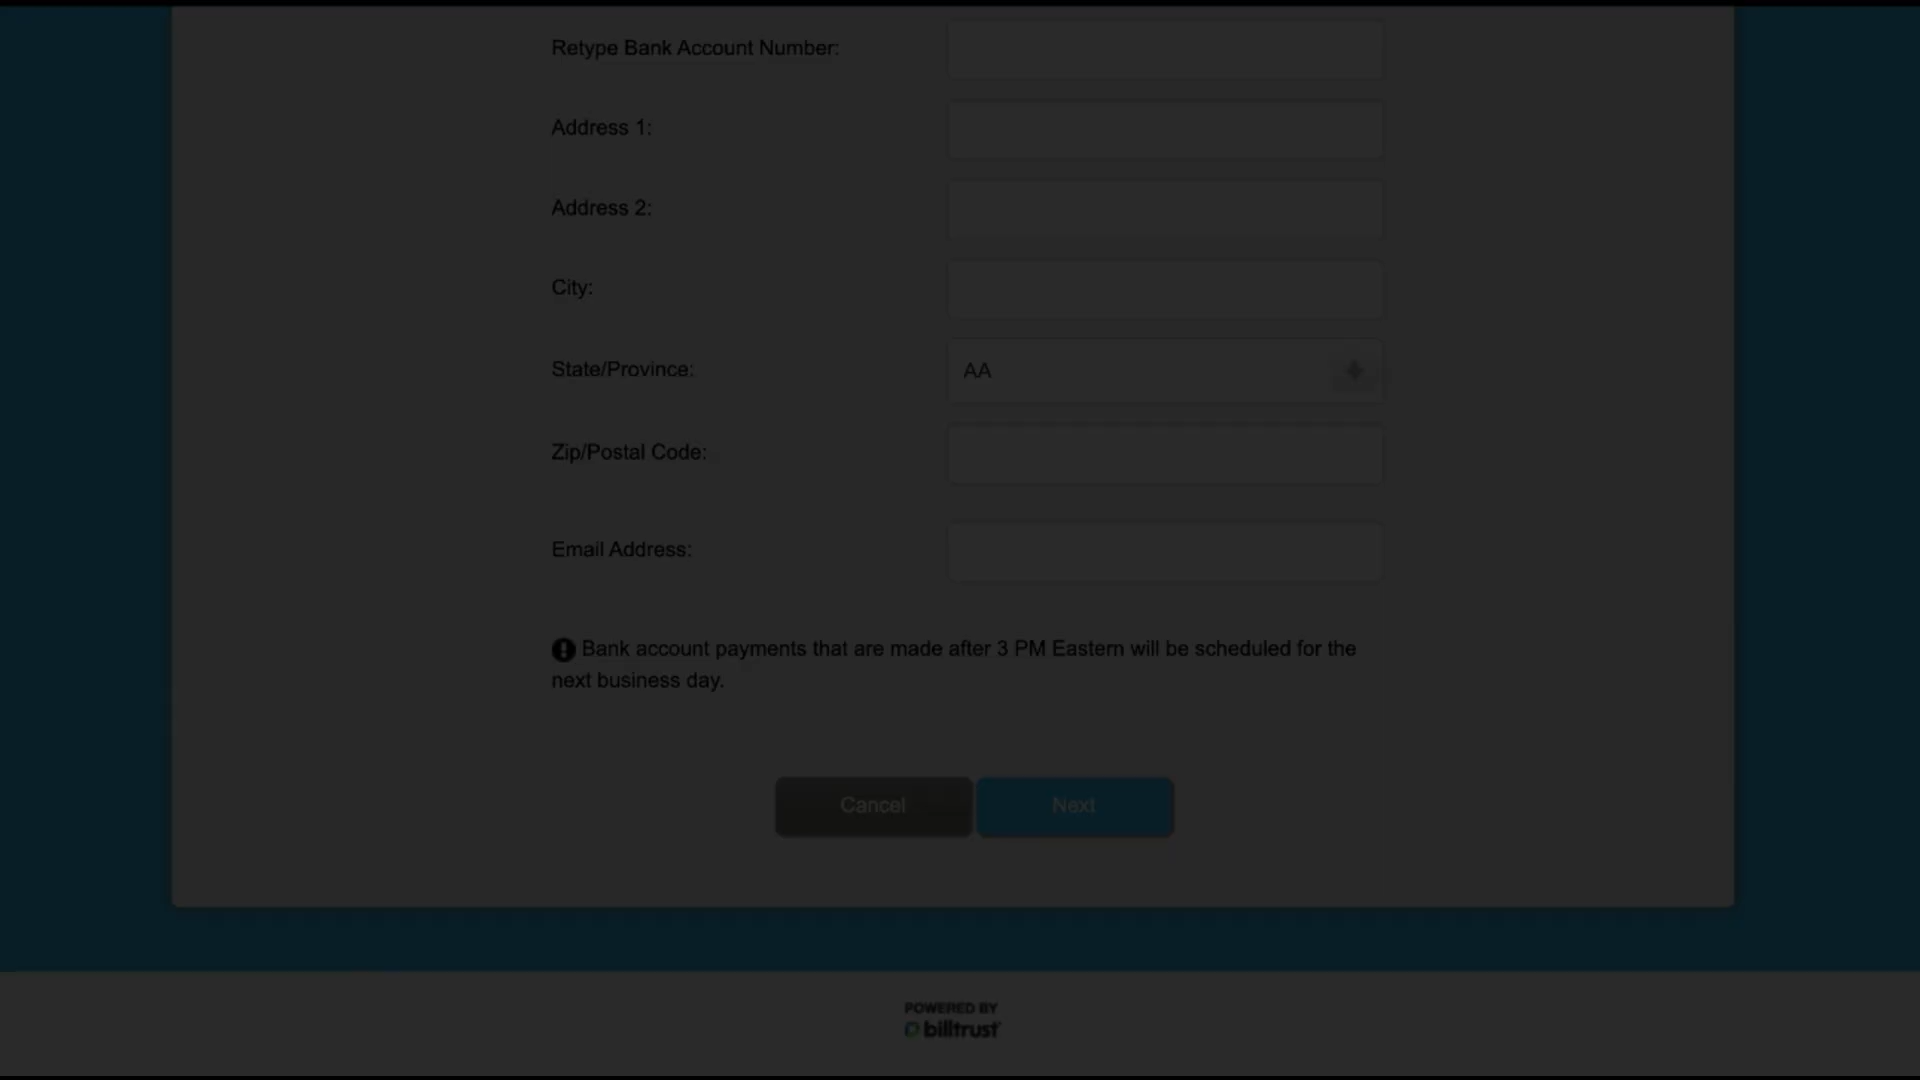 Retype Bank Account Number:
Address 1:
Address 2:
City:
State/Province:
AA
Zip/Postal Code:
Email Address:
Bank account payments that are made after 3 PM Eastern will be scheduled for the
next business day.
Cancel
Next
POWERED BY
billtrust